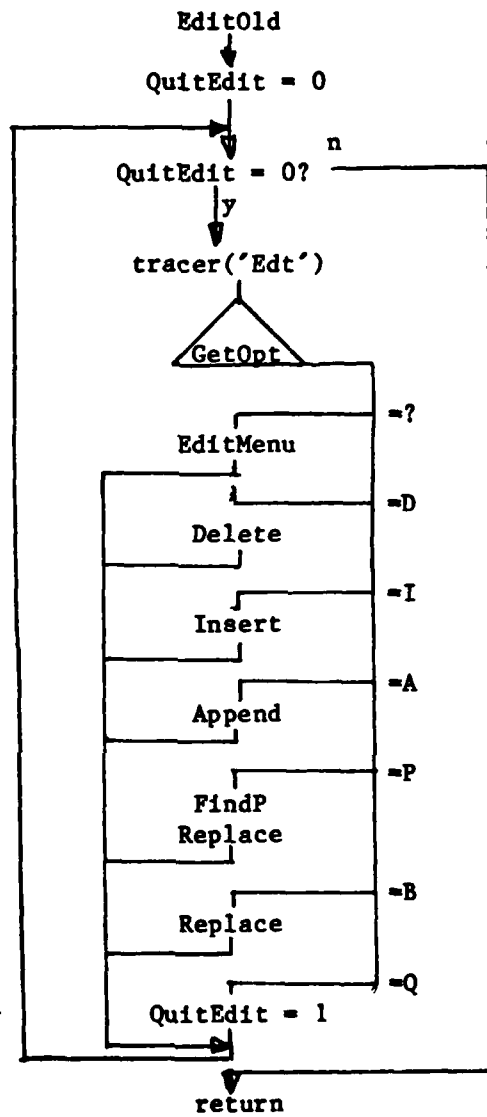 EditOld
QuitEdit = 0
n
QuitEdit = 0?
y
tracer('Edt')
GetOpt
=?
EditMenu
=D
Delete
=I
Insert
=A
Append
=P
FindP
Replace
=B
Replace
=Q
QuitEdit = 1
return